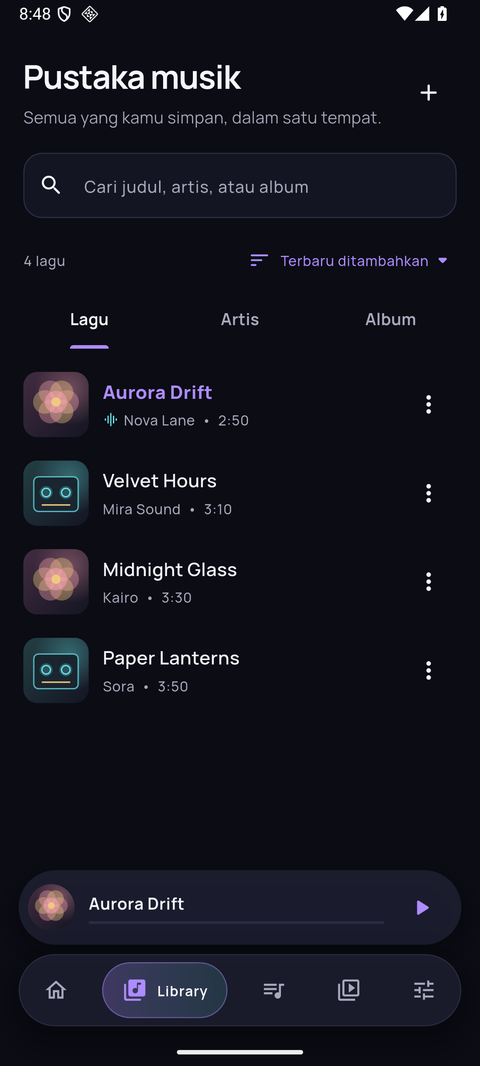 8:48
Pustaka musik
Semua yang kamu simpan, dalam satu tempat.
Cari judul, artis, atau album
4 lagu
Terbaru ditambahkan
Lagu
Artis
Album
Aurora Drift
Nova Lane • 2:50
Velvet Hours
Mira Sound • 3:10
Midnight Glass
Kairo • 3:30
Paper Lanterns
Sora • 3:50
Aurora Drift
Library